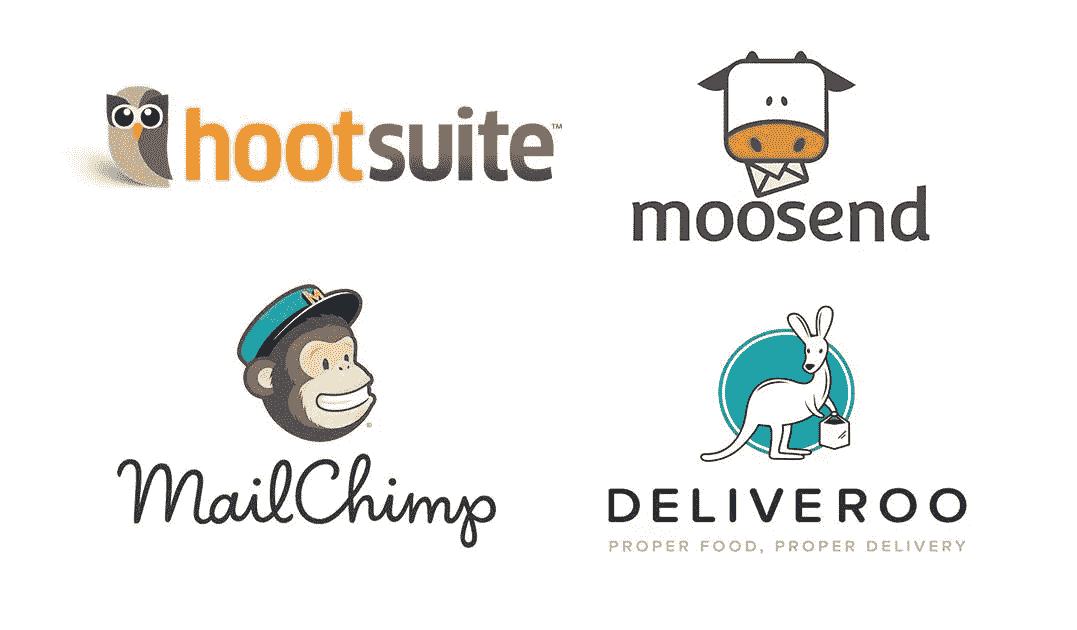 hootsuite™
moosend
M
MailChimp
®
DELIVEROO
PROPER FOOD, PROPER DELIVERY